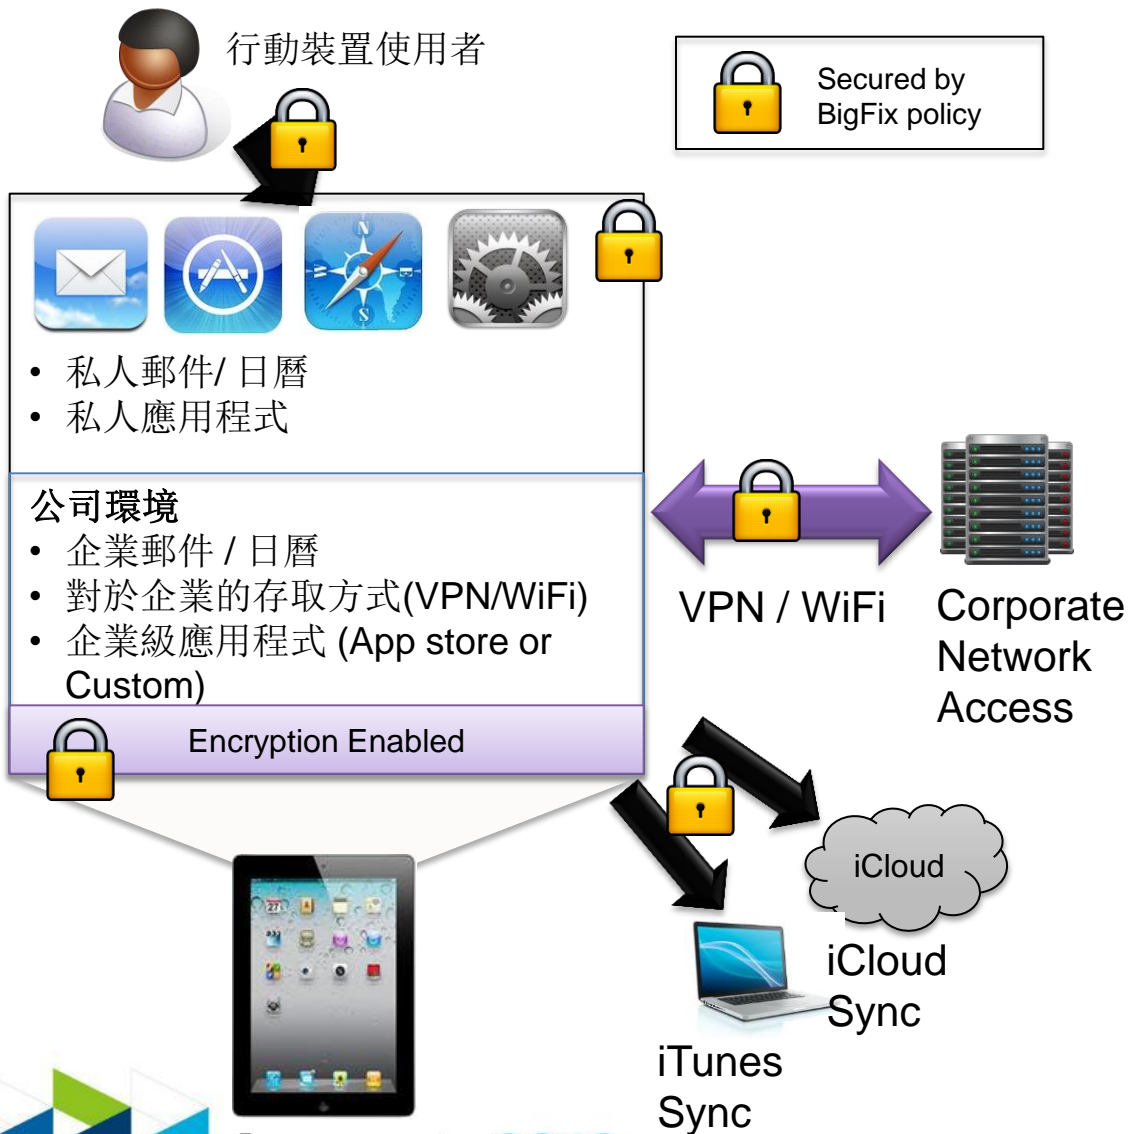 行動裝置使用者
Secured by
BigFix policy
• 私人郵件/ 日曆
• 私人應用程式
公司環境
• 企業郵件 / 日曆
• 對於企業的存取方式(VPN/WiFi)
• 企業級應用程式 (App store or
Custom)
Encryption Enabled
VPN / WiFi
Corporate
Network
Access
iCloud
iCloud
Sync
iTunes
Sync